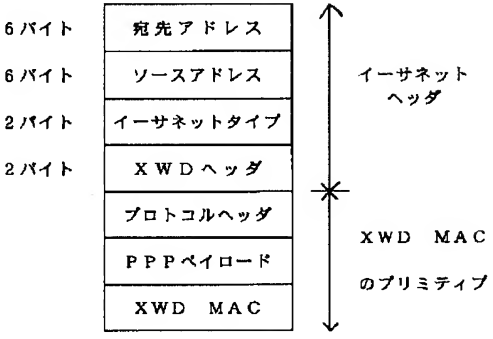 6バイト 宛先アドレス
6バイト ソースアドレス イーサネット
ヘッダ
2バイト イーサネットタイプ
2バイト XWDヘッダ
プロトコルヘッダ
PPPペイロード XWD MAC
のプリミティブ
XWD MAC